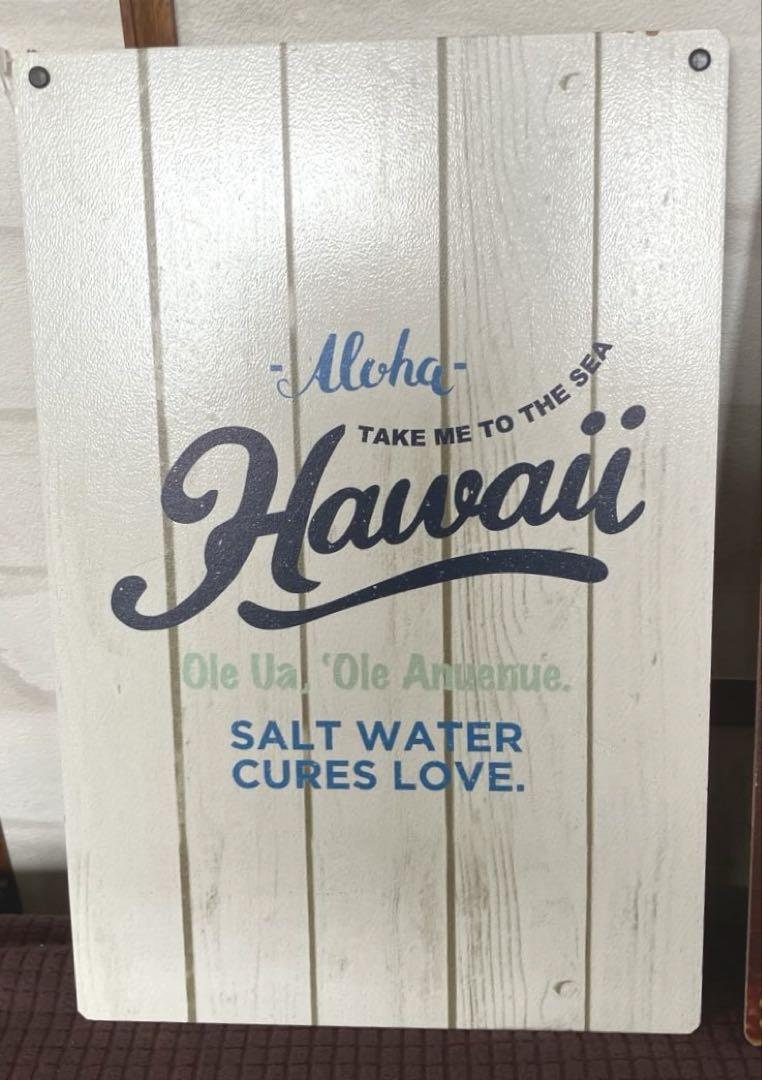 -Aloha-
TAKE ME TO THE SEA
Hawaii
Ole Ua, ‘Ole Anuenue.
SALT WATER
CURES LOVE.